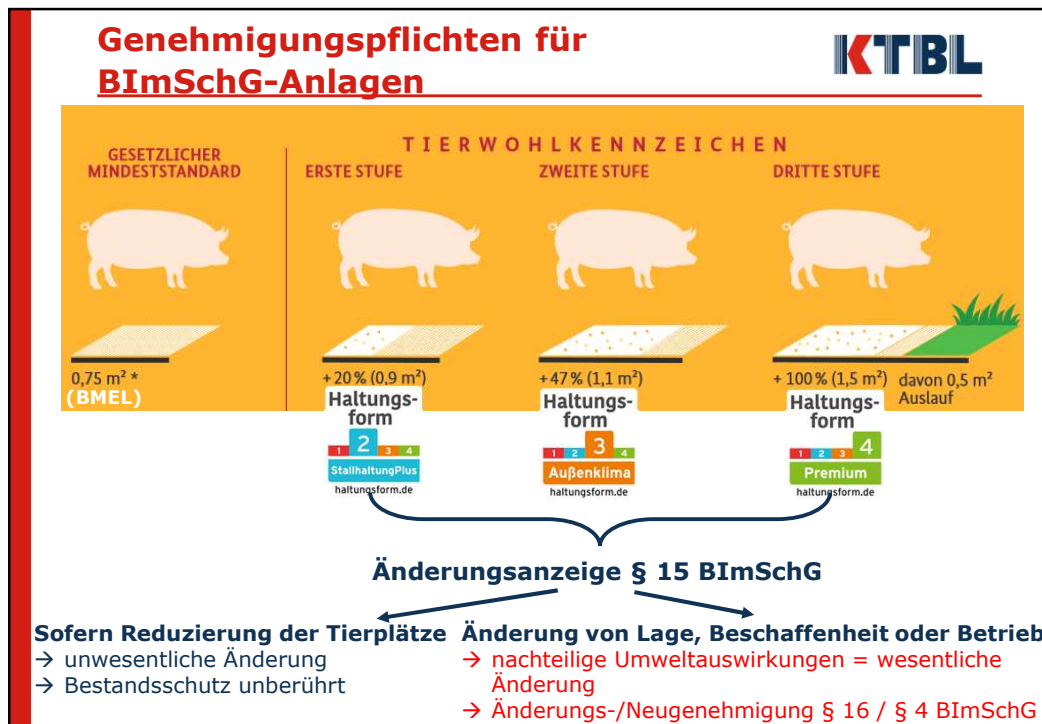 Genehmigungspflichten für
BImSchG-Anlagen
KTBL
TIERWOHLKENNZEICHEN
GESETZLICHER
MINDESTSTANDARD
ERSTE STUFE
ZWEITE STUFE
DRITTE STUFE
0,75 m² *
(BMEL)
+ 20 % (0,9 m²)
+ 47 % (1,1 m²)
+ 100 % (1,5 m²) davon 0,5 m²
Auslauf
Haltungs-
form
1 2 3 4
StallhaltungPlus
haltungsform.de
Haltungs-
form
1 2 3 4
Außenklima
haltungsform.de
Haltungs-
form
1 2 3 4
Premium
haltungsform.de
Änderungsanzeige § 15 BImSchG
Sofern Reduzierung der Tierplätze
→ unwesentliche Änderung
→ Bestandsschutz unberührt
Änderung von Lage, Beschaffenheit oder Betrieb
→ nachteilige Umweltauswirkungen = wesentliche
Änderung
→ Änderungs-/Neugenehmigung § 16 / § 4 BImSchG